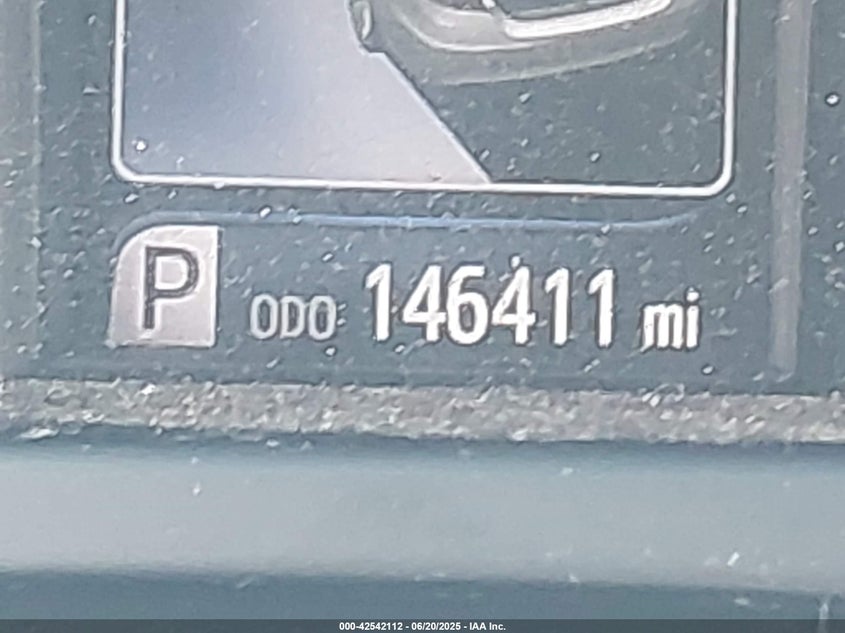 P ODO 146411 mi
000-42542112 - 06/20/2025 - IAA Inc.